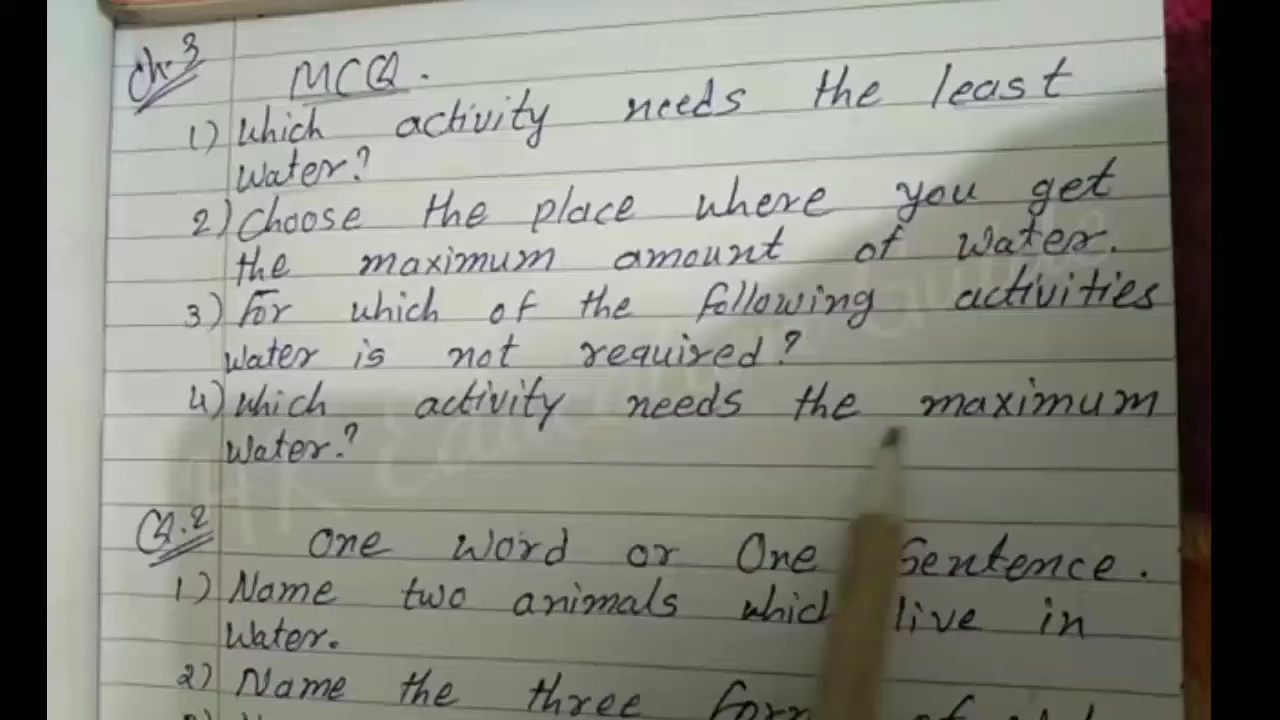 Ch. 3
MCQ.
1) Which activity needs the least
Water?
2) Choose the place where you get
the maximum amount of water.
3) For which of the following activities
Water is not required?
4) Which activity needs the maximum
Water?
Q.2
One Word or One Sentence.
1) Name two animals which live in
Water.
2) Name the three